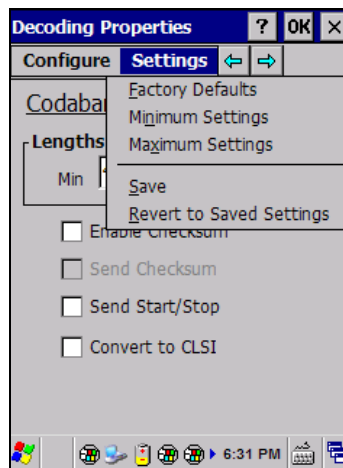 Decoding Properties ? OK ×
Configure Settings
Codabar
Factory Defaults
Minimum Settings
Maximum Settings
Lengths
Min
Save
Revert to Saved Settings
Enable Checksum
Send Checksum
Send Start/Stop
Convert to CLSI
6:31 PM